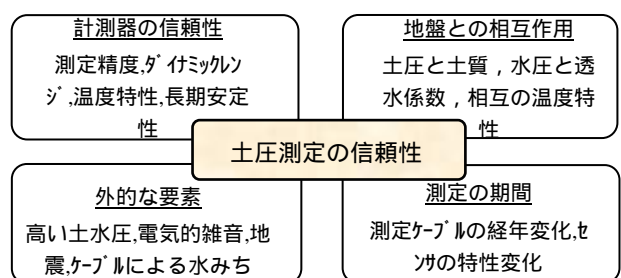 計測器の信頼性
測定精度,ﾀﾞｲﾅﾐｯｸﾚﾝ
ｼﾞ,温度特性,長期安定
性
地盤との相互作用
土圧と土質，水圧と透
水係数，相互の温度特
性
土圧測定の信頼性
外的な要素
高い土水圧,電気的雑音,地
震,ｹｰﾌﾞﾙによる水みち
測定の期間
測定ｹｰﾌﾞﾙの経年変化,ｾ
ﾝｻの特性変化